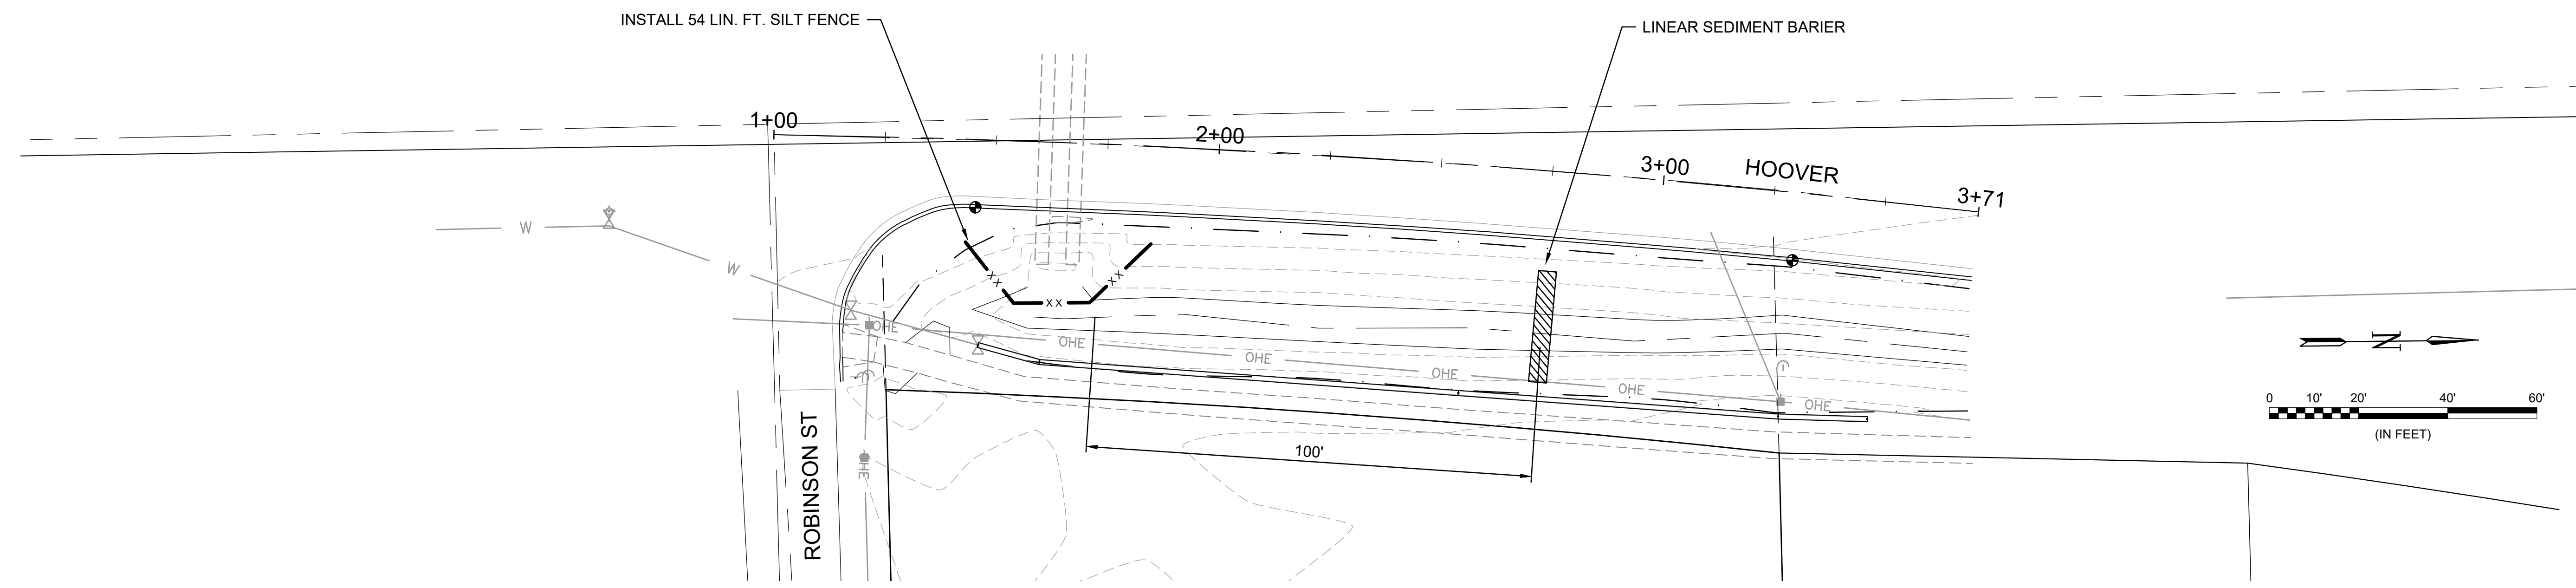 INSTALL 54 LIN. FT. SILT FENCE
LINEAR SEDIMENT BARIER
1+00
2+00
3+00
HOOVER
3+71
W
W
X X
X X
X X
OHE
OHE
OHE
OHE
OHE
OHE
OHE
100'
ROBINSON ST
N
0 10' 20' 40' 60'
(IN FEET)